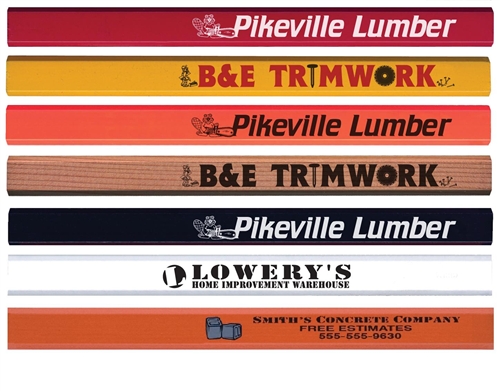 Pikeville Lumber
B&E TRIMWORK
Pikeville Lumber
B&E TRIMWORK
Pikeville Lumber
LOWERY'S
HOME IMPROVEMENT WAREHOUSE
SMITH'S CONCRETE COMPANY
FREE ESTIMATES
555-555-9630